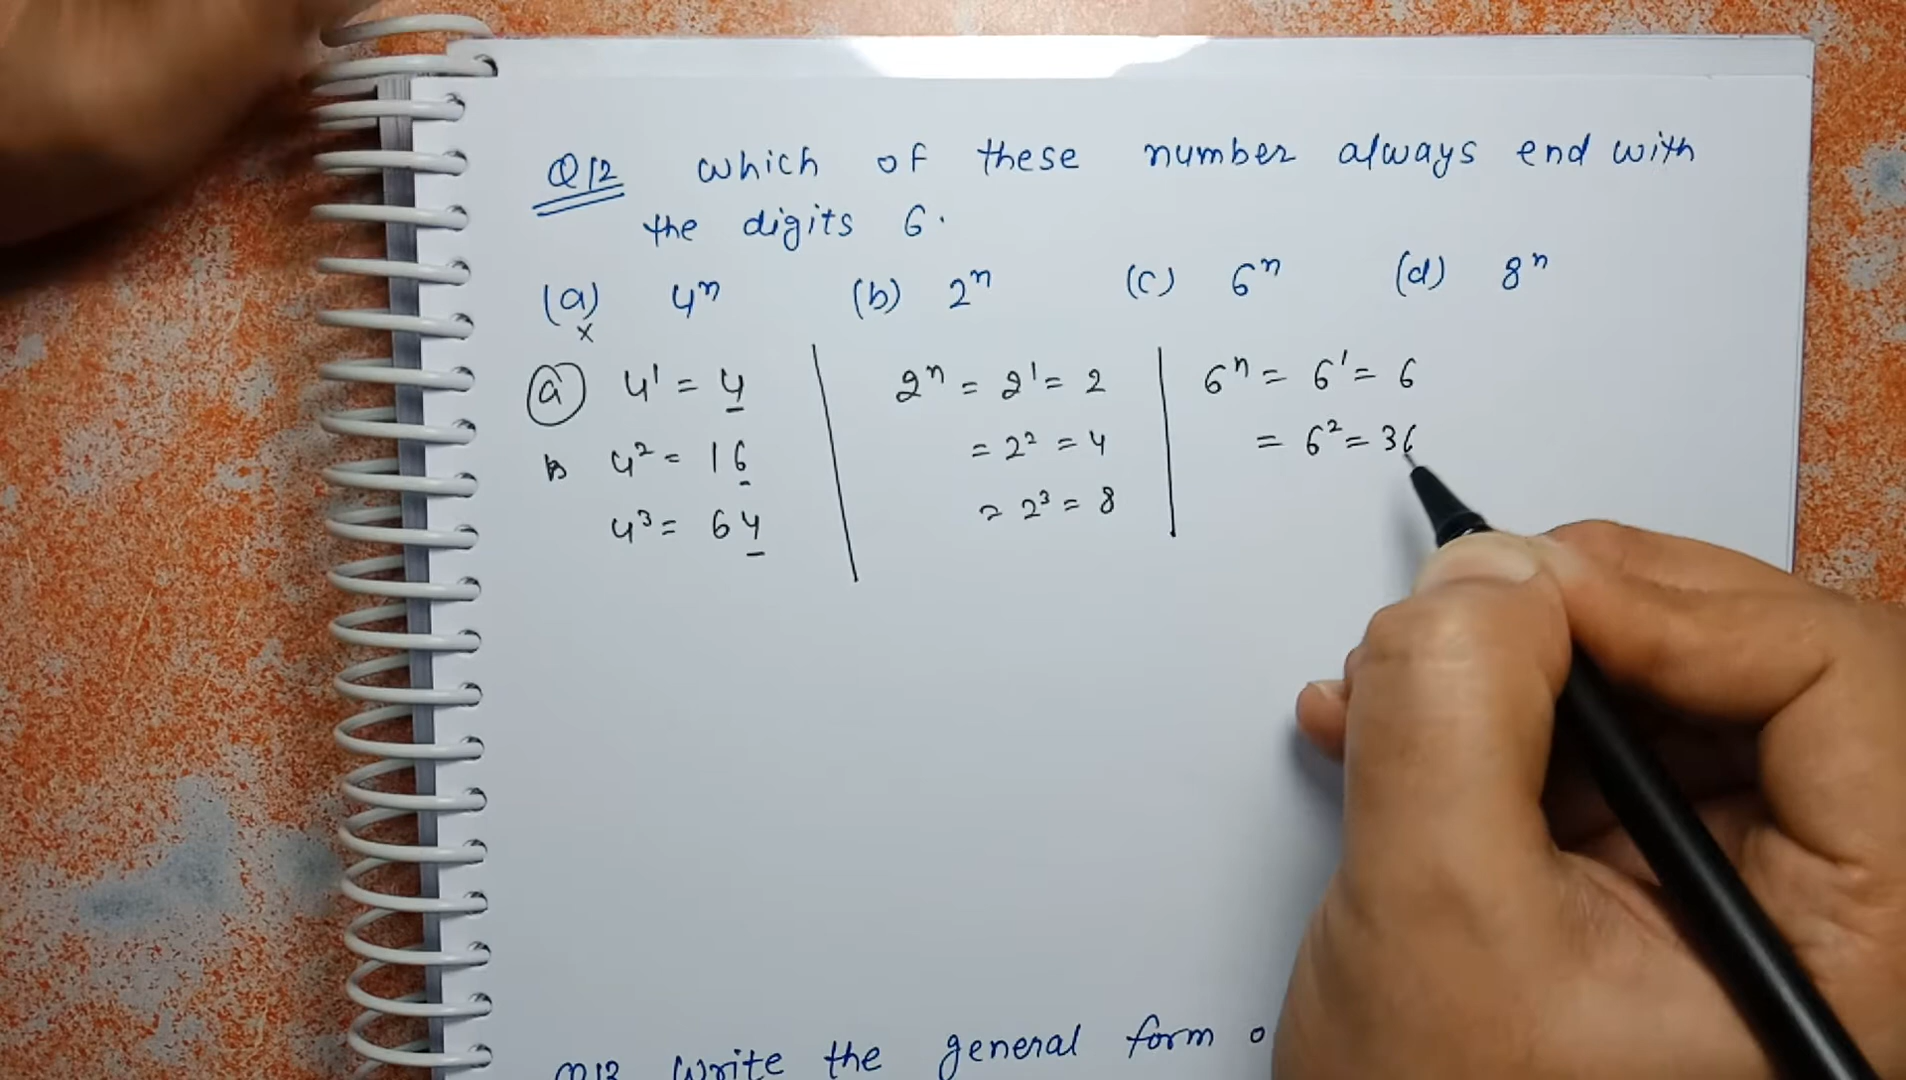 Q12 which of these number always end with
the digits 6.
(a) 4ⁿ (b) 2ⁿ (c) 6ⁿ (d) 8ⁿ
x
(a) 4¹ = 4
4² = 16
4³ = 64
2ⁿ = 2¹ = 2
= 2² = 4
= 2³ = 8
6ⁿ = 6¹ = 6
= 6² = 36
Q13 Write the general form